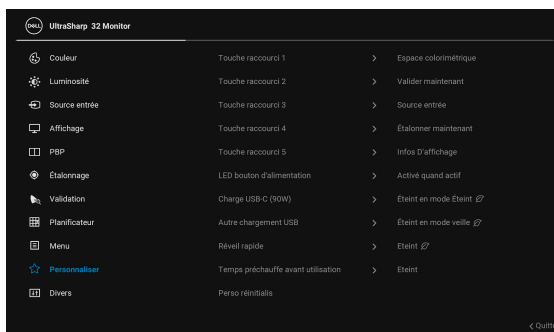 DELL UltraSharp 32 Monitor
Couleur Touche raccourci 1 Espace colorimétrique
Luminosité Touche raccourci 2 Valider maintenant
Source entrée Touche raccourci 3 Source entrée
Affichage Touche raccourci 4 Étalonner maintenant
PBP Touche raccourci 5 Infos D'affichage
Étalonnage LED bouton d'alimentation Activé quand actif
Validation Charge USB-C (90W) Éteint en mode Éteint
Planificateur Autre chargement USB Éteint en mode veille
Menu Réveil rapide Eteint
Personnaliser Temps préchauffe avant utilisation Eteint
Divers Perso réinitialis